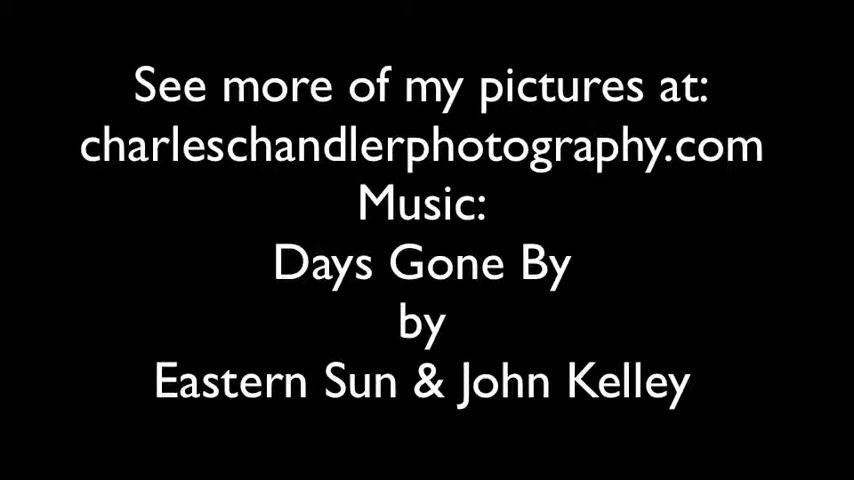 See more of my pictures at:
charleschandlerphotography.com
Music:
Days Gone By
by
Eastern Sun & John Kelley